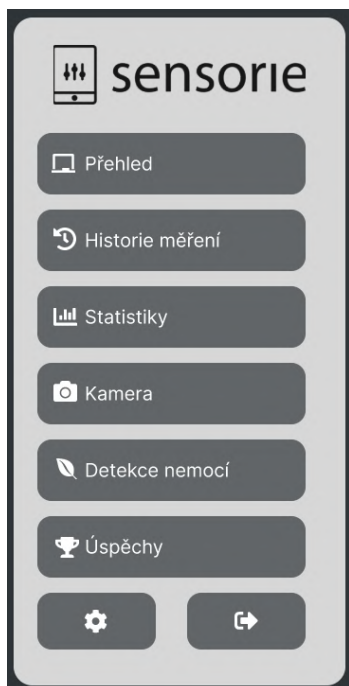 sensorie
Přehled
Historie měření
Statistiky
Kamera
Detekce nemocí
Úspěchy